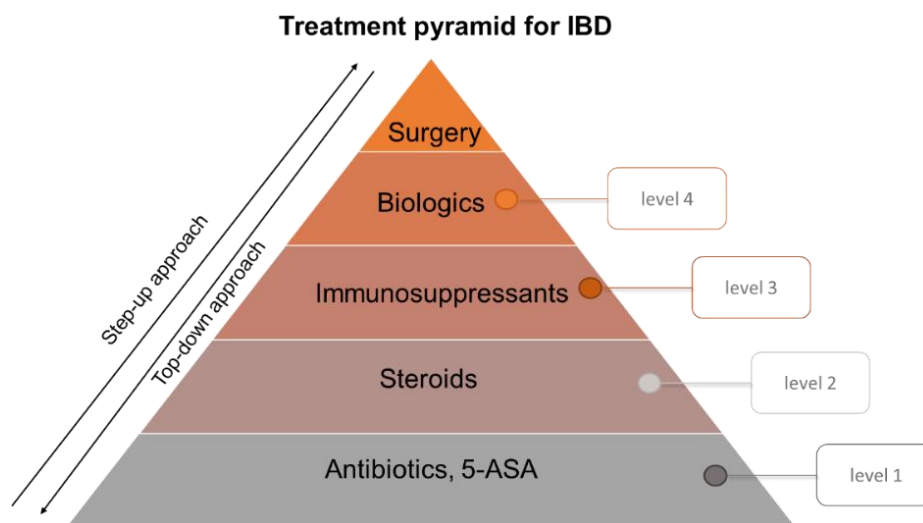 Treatment pyramid for IBD
Surgery
Biologics
level 4
Immunosuppressants
level 3
Steroids
level 2
Antibiotics, 5-ASA
level 1
Step-up approach
Top-down approach